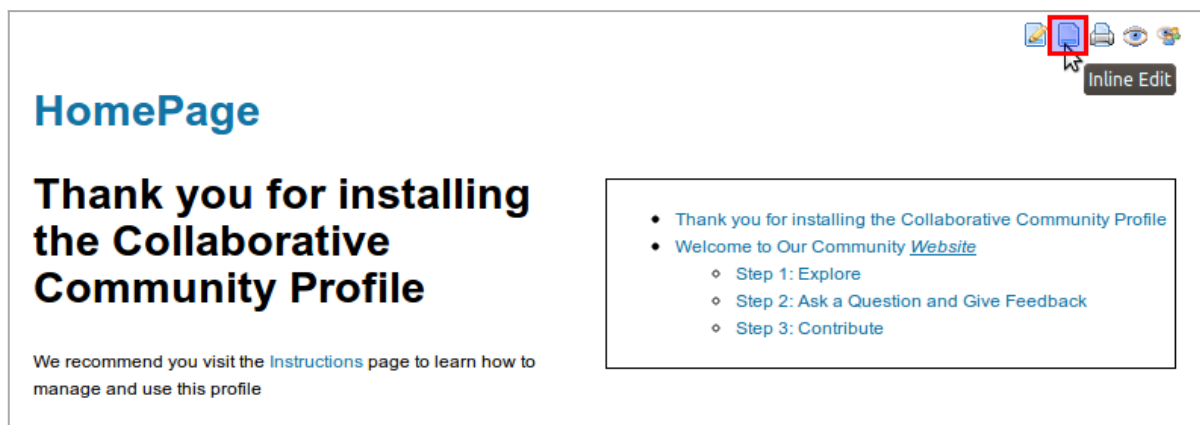 Inline Edit
HomePage
Thank you for installing
the Collaborative
Community Profile
We recommend you visit the Instructions page to learn how to
manage and use this profile
Thank you for installing the Collaborative Community Profile
Welcome to Our Community Website
Step 1: Explore
Step 2: Ask a Question and Give Feedback
Step 3: Contribute